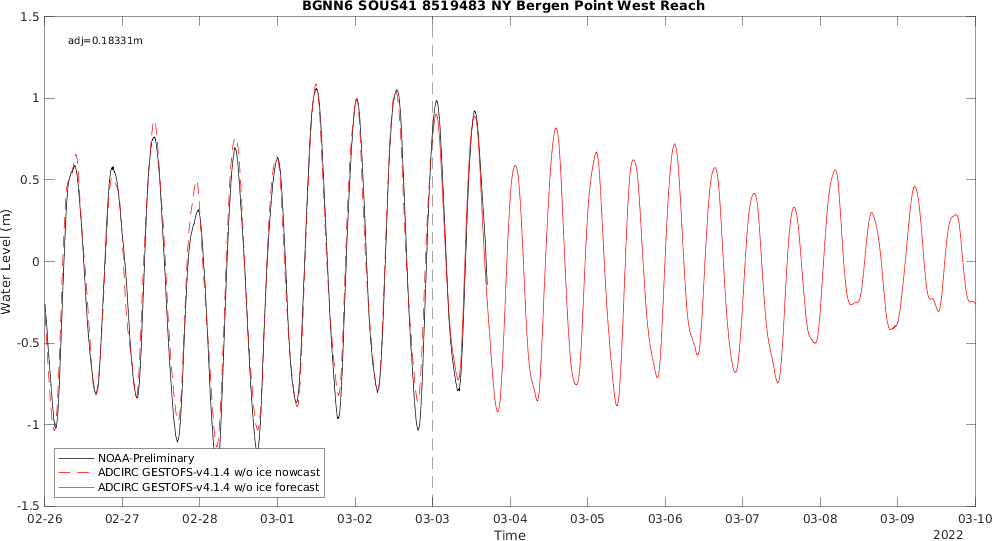 BGNN6 SOUS41 8519483 NY Bergen Point West Reach
1.5
adj=0.18331m
1
0.5
0
-0.5
-1
-1.5
Water Level (m)
NOAA-Preliminary
ADCIRC GESTOFS-v4.1.4 w/o ice nowcast
ADCIRC GESTOFS-v4.1.4 w/o ice forecast
02-26 02-27 02-28 03-01 03-02 03-03 03-04 03-05 03-06 03-07 03-08 03-09 03-10
Time
2022